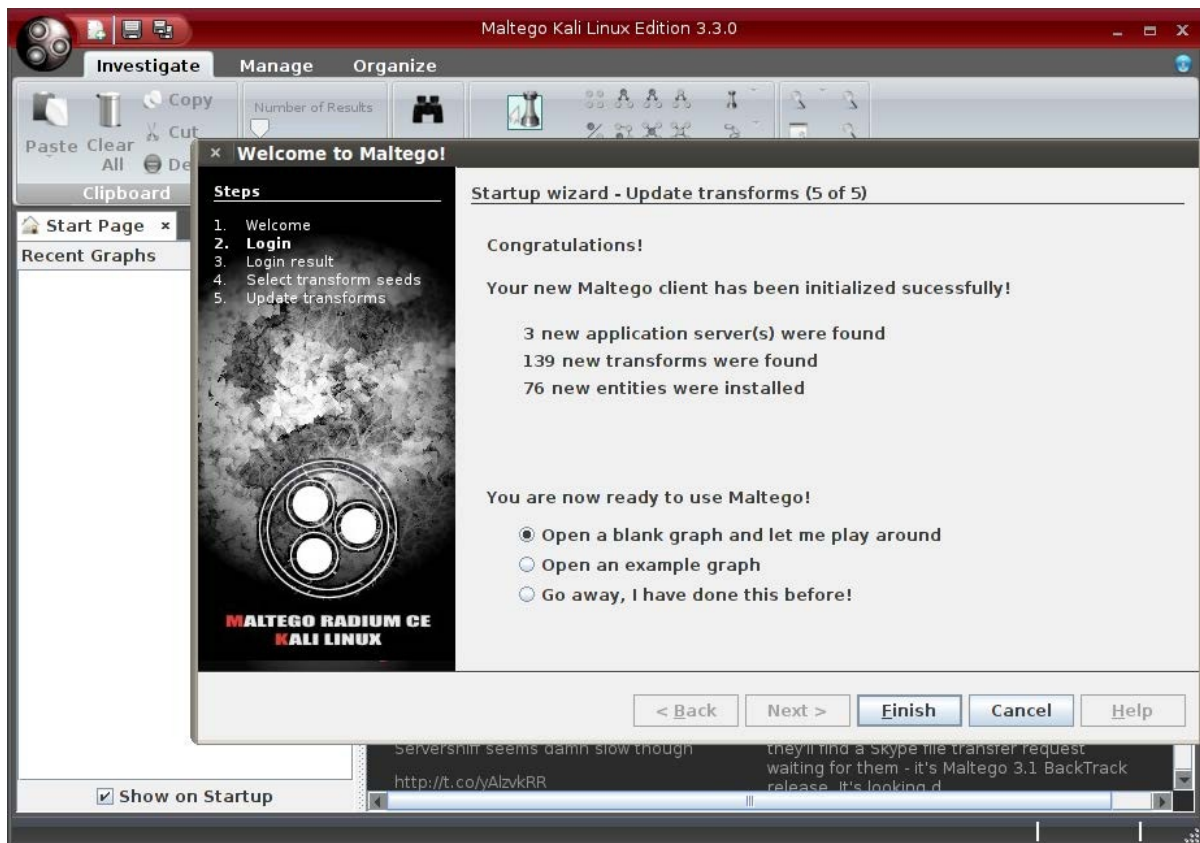 Maltego Kali Linux Edition 3.3.0
Investigate Manage Organize
Paste
Clear All
Copy
Cut
De
Number of Results
Clipboard
Start Page
Recent Graphs
Show on Startup
Welcome to Maltego!
Steps
1. Welcome
2. Login
3. Login result
4. Select transform seeds
5. Update transforms
MALTEGO RADIUM CE
KALI LINUX
Startup wizard - Update transforms (5 of 5)
Congratulations!
Your new Maltego client has been initialized sucessfully!
3 new application server(s) were found
139 new transforms were found
76 new entities were installed
You are now ready to use Maltego!
Open a blank graph and let me play around
Open an example graph
Go away, I have done this before!
< Back Next > Finish Cancel Help
Servershift seems damn slow though
http://t.co/yAlzvkRR
they'll find a Skype file transfer request
waiting for them - it's Maltego 3.1 BackTrack
release. It's looking d